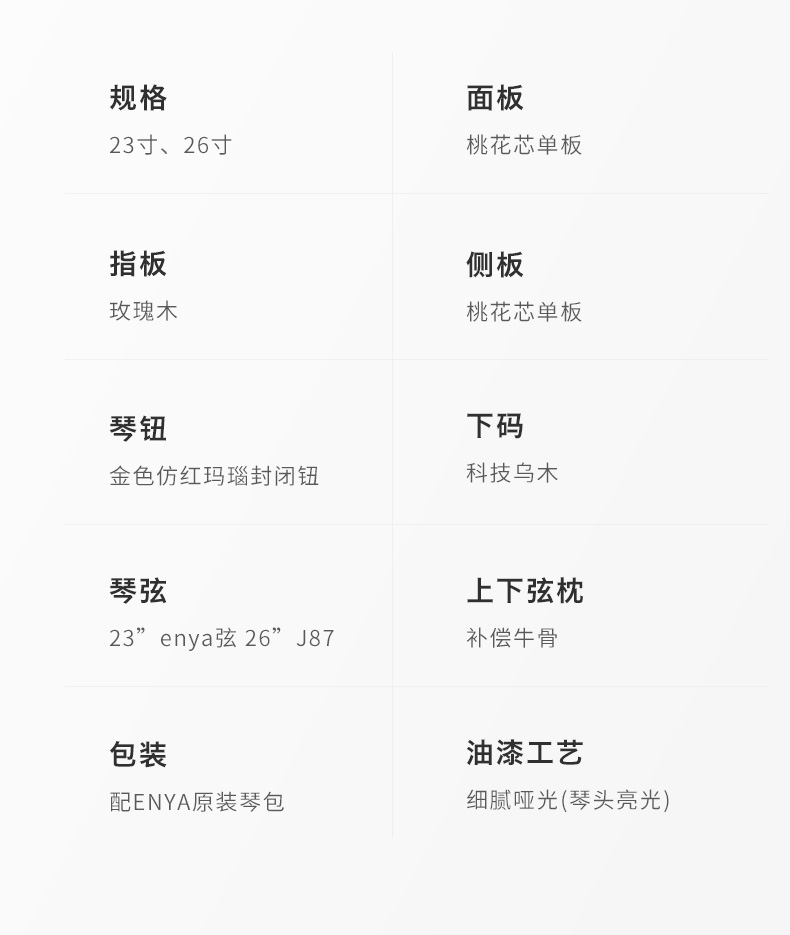 规格
23寸、26寸
面板
桃花芯单板
指板
玫瑰木
侧板
桃花芯单板
琴钮
金色仿红玛瑙封闭钮
下码
科技乌木
琴弦
23”enya弦 26”J87
上下弦枕
补偿牛骨
包装
配ENYA原装琴包
油漆工艺
细腻哑光(琴头亮光)